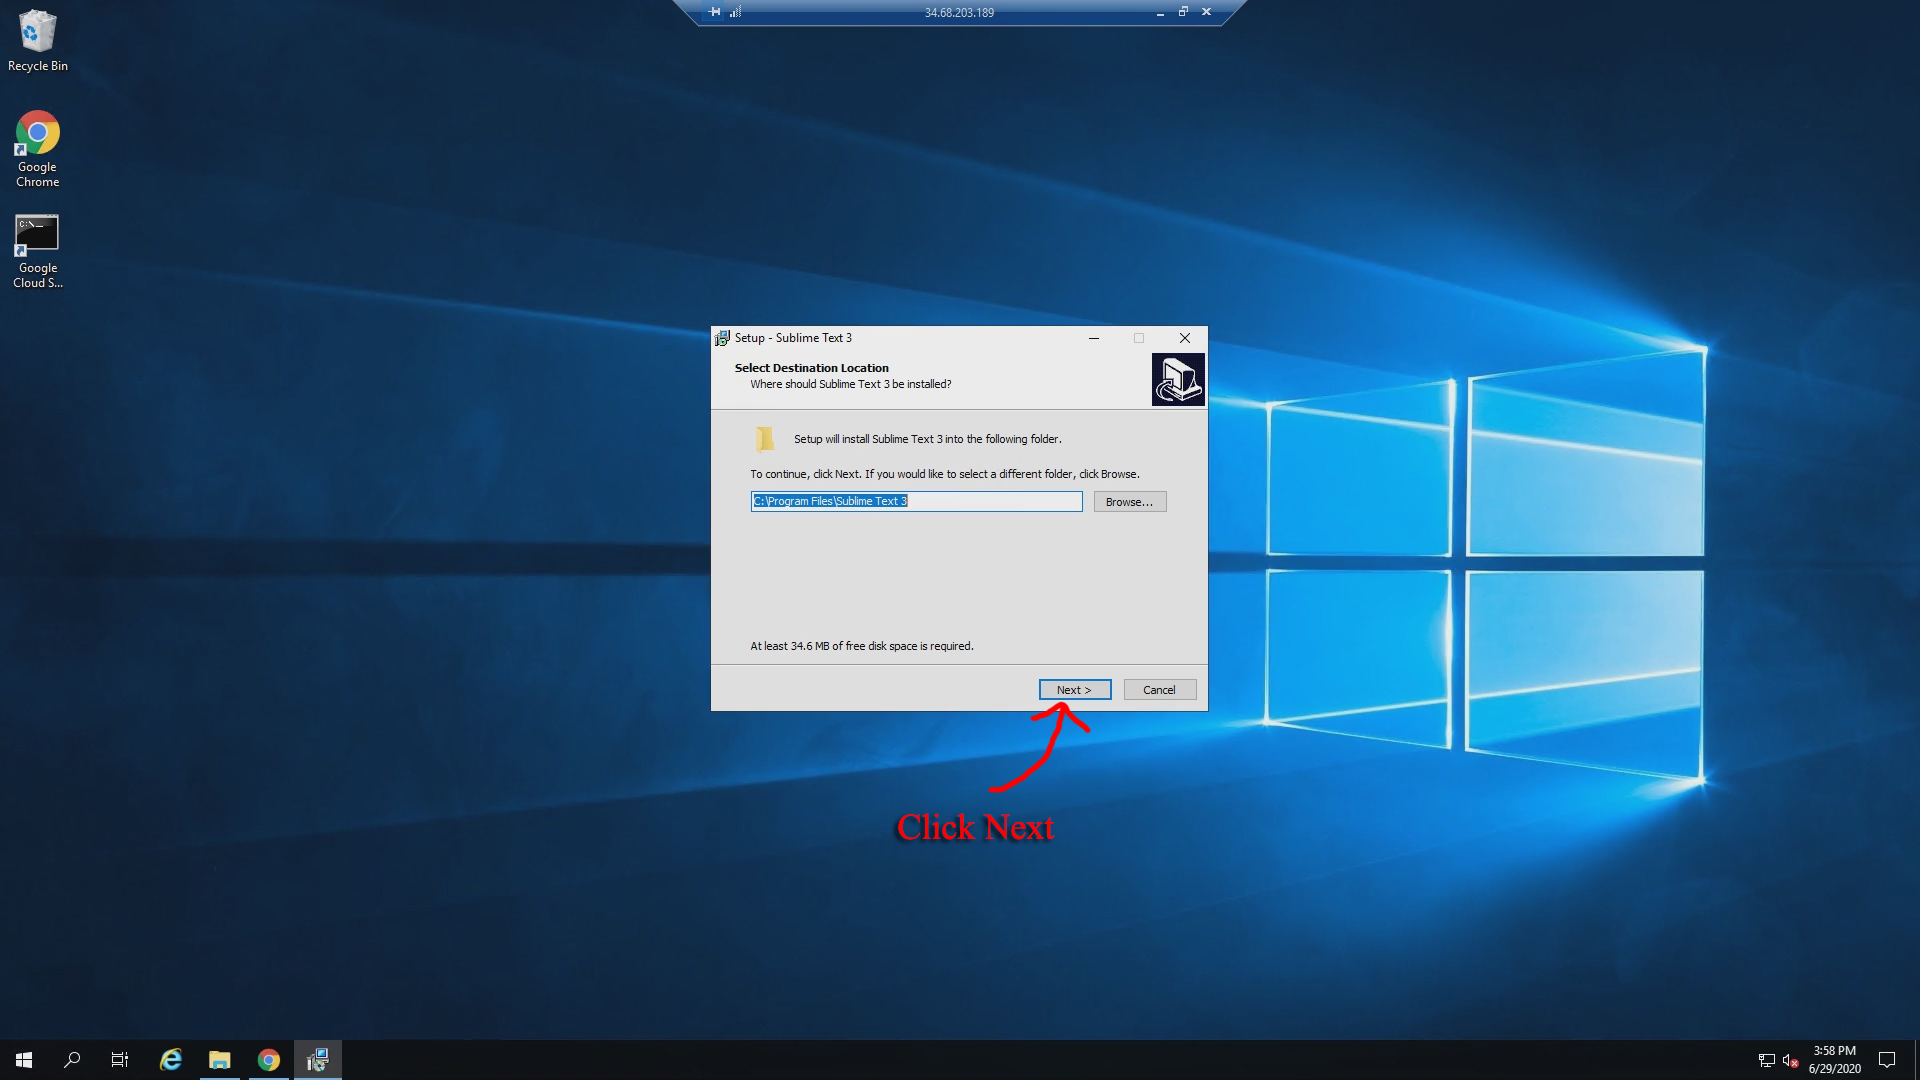 34.68.203.189
Recycle Bin
Google
Chrome
C:\_
Google
Cloud S...
Setup - Sublime Text 3
Select Destination Location
Where should Sublime Text 3 be installed?
Setup will install Sublime Text 3 into the following folder.
To continue, click Next. If you would like to select a different folder, click Browse.
C:\Program Files\Sublime Text 3
Browse...
At least 34.6 MB of free disk space is required.
Next >
Cancel
Click Next
3:58 PM
6/29/2020